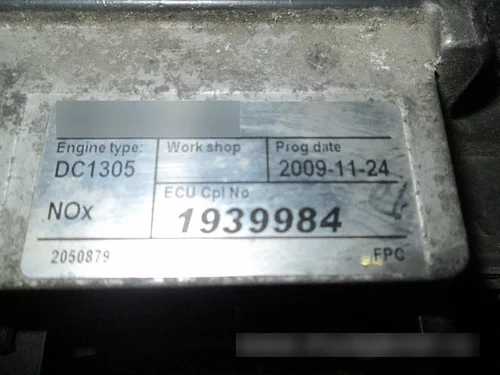 Engine type: Work shop Prog date
DC1305 2009-11-24
ECU Cpl No
NOx 1939984
2050879 FPC